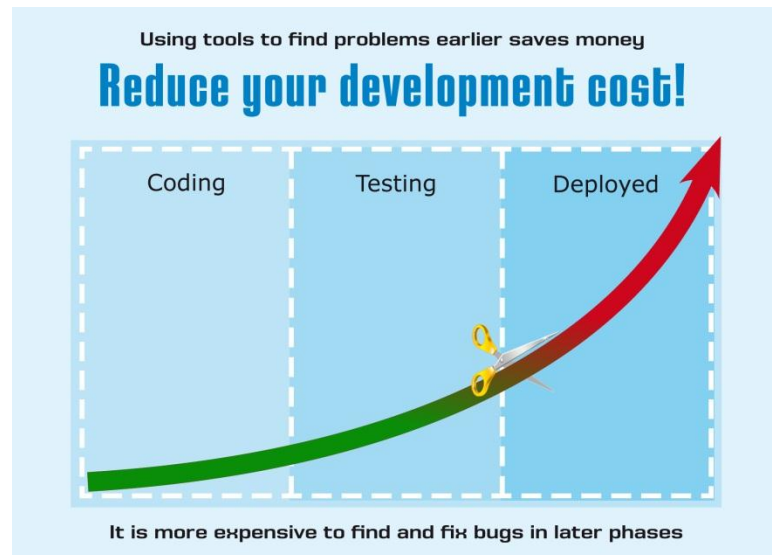 Using tools to find problems earlier saves money
Reduce your development cost!
Coding
Testing
Deployed
It is more expensive to find and fix bugs in later phases